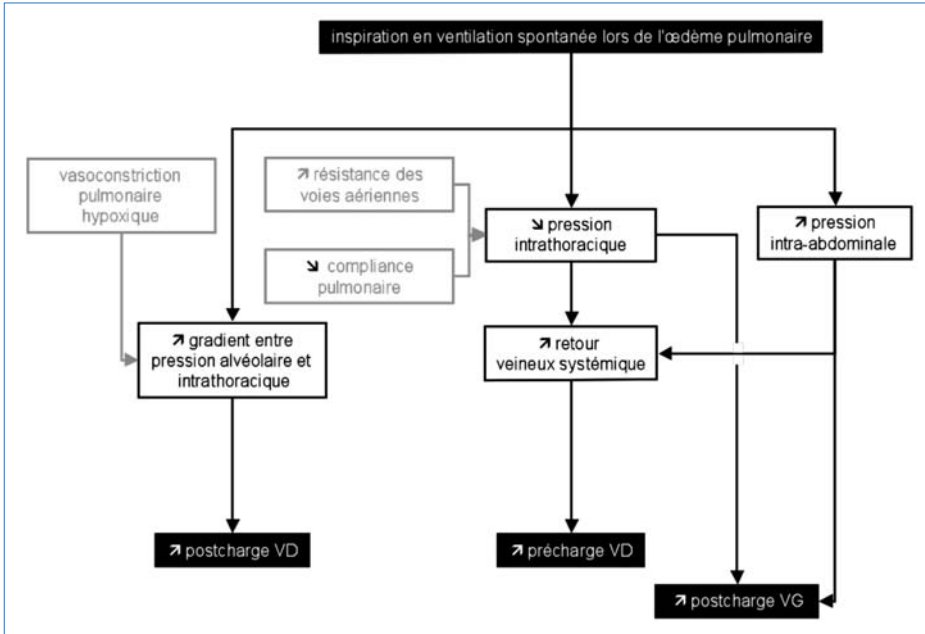 inspiration en ventilation spontanée lors de l'œdème pulmonaire
vasoconstriction
pulmonaire
hypoxique
↗ résistance des
voies aériennes
↘ compliance
pulmonaire
↘ pression
intrathoracique
↗ pression
intra-abdominale
↗ gradient entre
pression alvéolaire et
intrathoracique
↗ retour
veineux systémique
↗ postcharge VD
↗ précharge VD
↗ postcharge VG